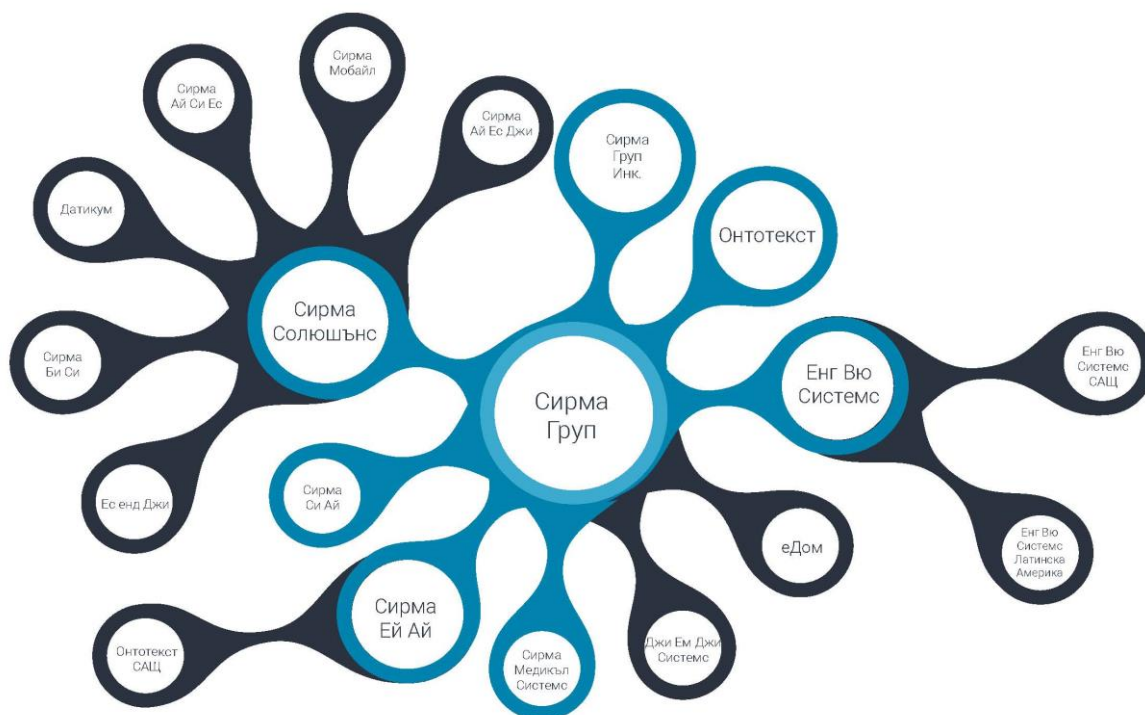 Сирма
Мобайл
Сирма
Ай Си Ес
Сирма
Ай Ес Джи
Сирма
Груп
Инк.
Датикум
Онтотекст
Сирма
Солюшънс
Сирма
Би Си
Енг Вю
Системс
Енг Вю
Системс
САЩ
Сирма
Груп
Ес енд Джи
Сирма
Си Ай
еДом
Енг Вю
Системс
Латинска
Америка
Сирма
Ей Ай
Онтотекст
САЩ
Сирма
Медикъл
Системс
Джи Ем Джи
Системс